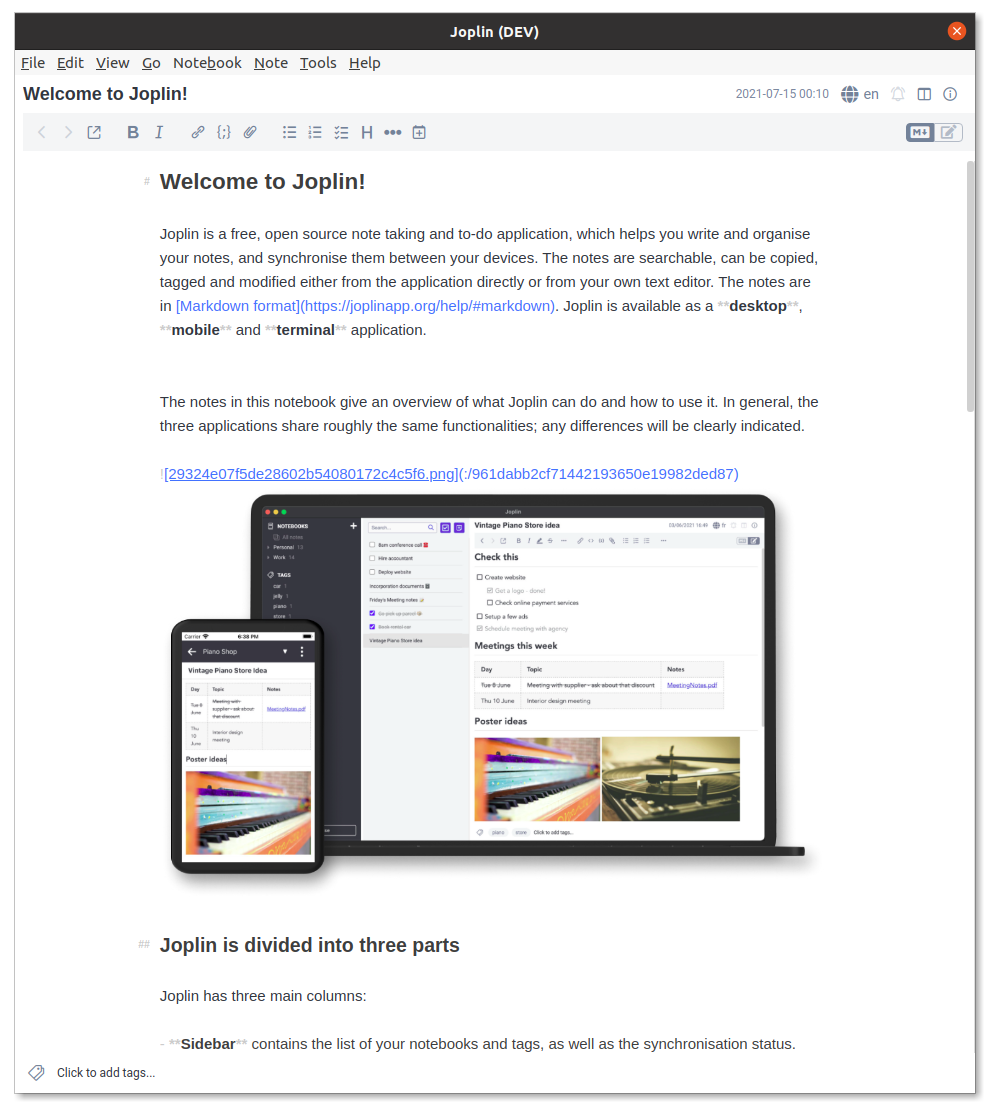 Joplin (DEV)
File Edit View Go Notebook Note Tools Help
Welcome to Joplin!
2021-07-15 00:10 en
B I H M↓
# Welcome to Joplin!
Joplin is a free, open source note taking and to-do application, which helps you write and organise
your notes, and synchronise them between your devices. The notes are searchable, can be copied,
tagged and modified either from the application directly or from your own text editor. The notes are
in [Markdown format](https://joplinapp.org/help/#markdown). Joplin is available as a **desktop**,
**mobile** and **terminal** application.
The notes in this notebook give an overview of what Joplin can do and how to use it. In general, the
three applications share roughly the same functionalities; any differences will be clearly indicated.
![29324e07f5de28602b54080172c4c5f6.png](:/961dabb2cf71442193650e19982ded87)
Joplin
NOTEBOOKS
All notes
Personal 13
Work 14
TAGS
car 1
jelly 1
piano 1
store 1
Search...
8am conference call
Hire accountant
Deploy website
Incorporation documents
Friday's Meeting notes
Go pick up parcel
Book rental car
Vintage Piano Store idea
Vintage Piano Store idea
03/06/2021 16:49 fr
Check this
Create website
Get a logo - done!
Check online payment services
Setup a few ads
Schedule meeting with agency
Meetings this week
Day Topic Notes
Tue 8 June Meeting with supplier - ask about that discount MeetingNotes.pdf
Thu 10 June Interior design meeting
Poster ideas
piano store Click to add tags...
Carrier 6:38 PM
Piano Shop
Vintage Piano Store Idea
Day Topic Notes
Tue 8 June Meeting with supplier - ask about that discount MeetingNotes.pdf
Thu 10 June Interior design meeting
Poster ideas
## Joplin is divided into three parts
Joplin has three main columns:
- **Sidebar** contains the list of your notebooks and tags, as well as the synchronisation status.
Click to add tags...